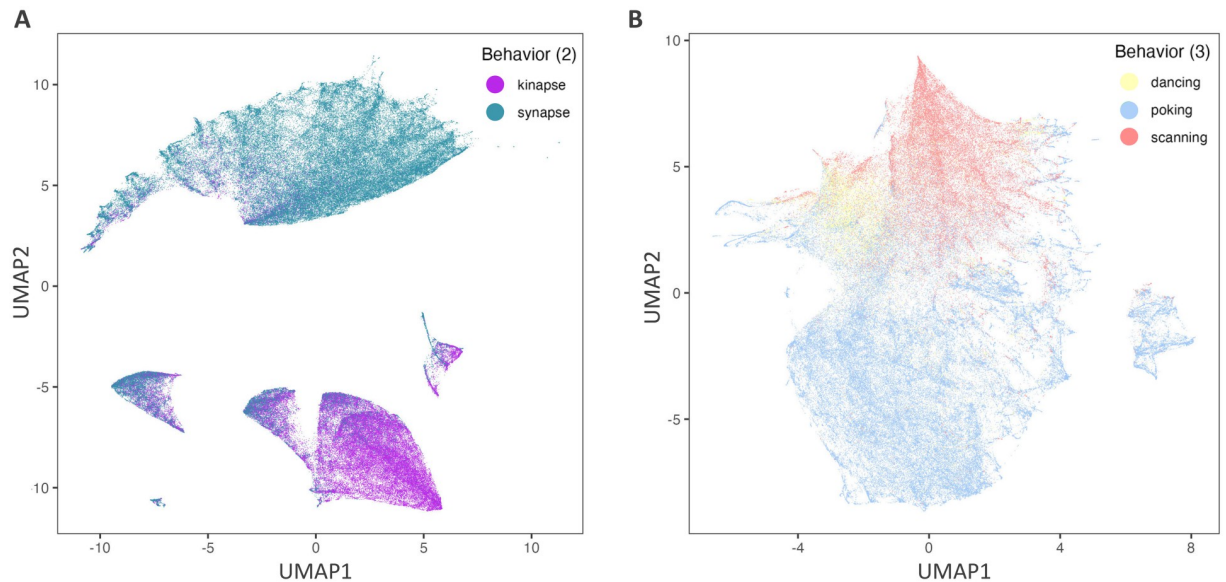 A
Behavior (2)
kinapse
synapse
10
5
0
-5
-10
UMAP2
-10
-5
0
5
10
UMAP1
B
Behavior (3)
dancing
poking
scanning
10
5
0
-5
UMAP2
-4
0
4
8
UMAP1